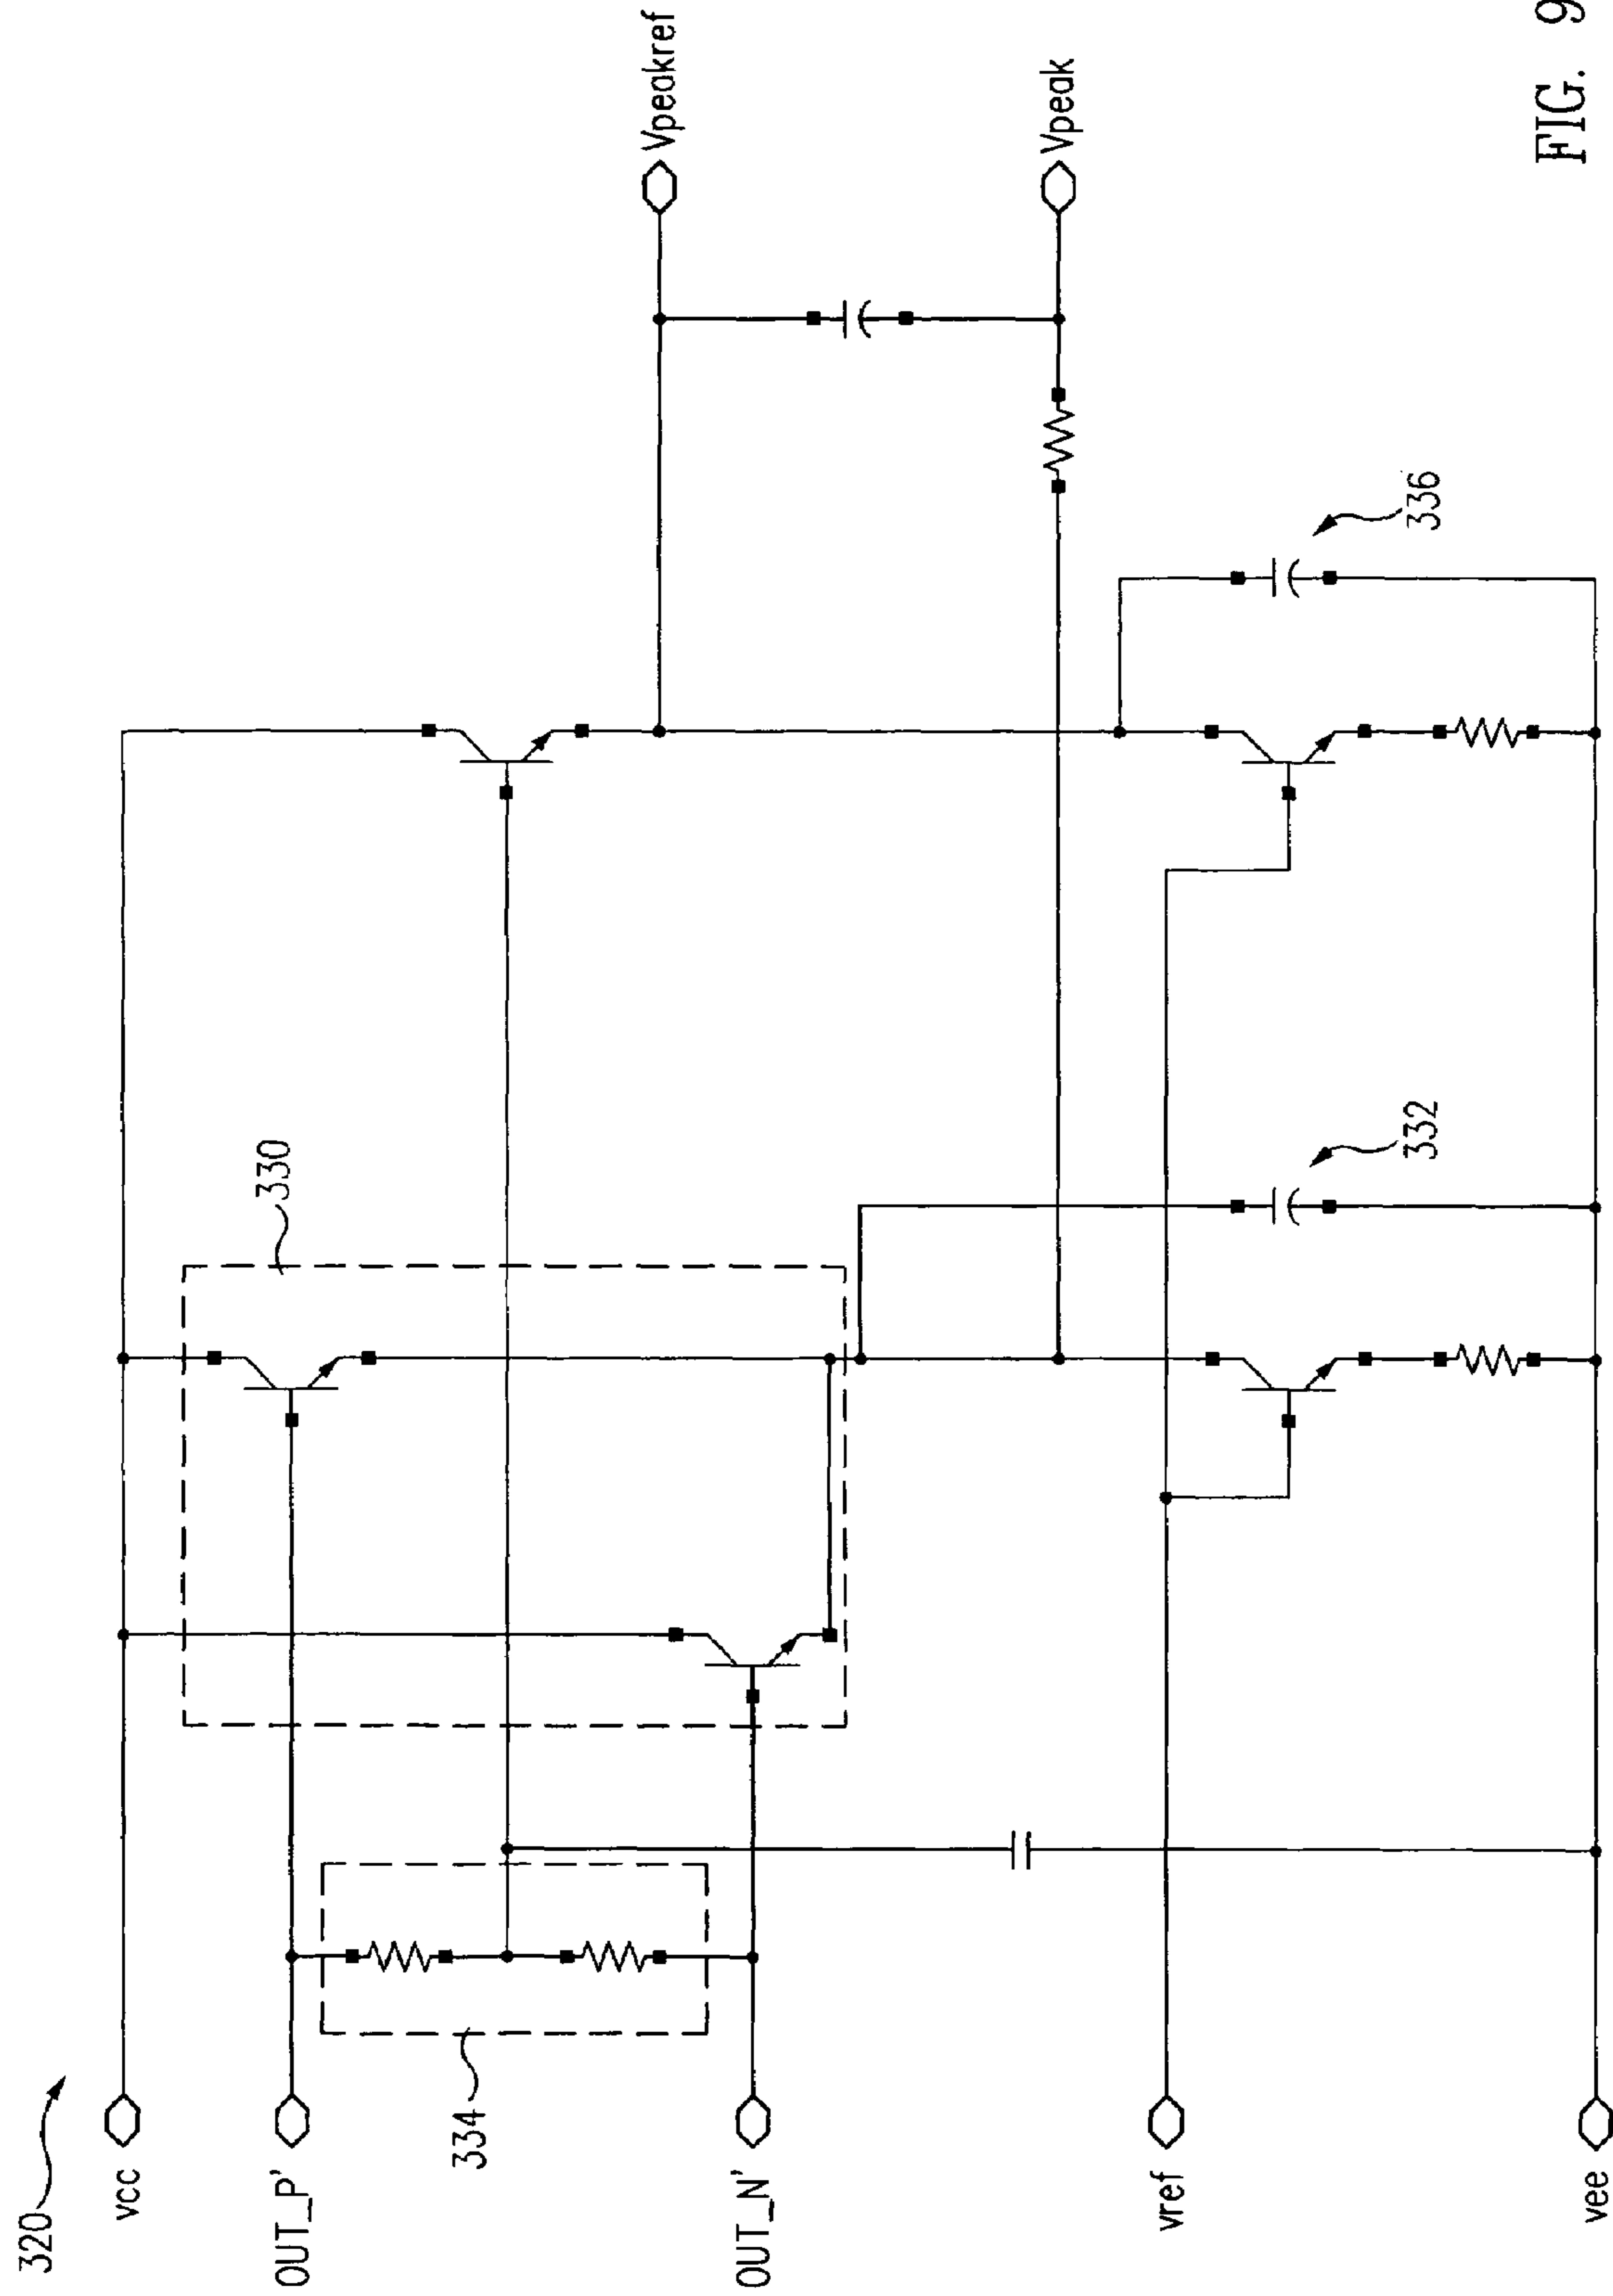 320
vcc
OUT_P'
334
OUT_N'
vref
vee
330
332
336
Vpeakref
Vpeak
FIG. 9